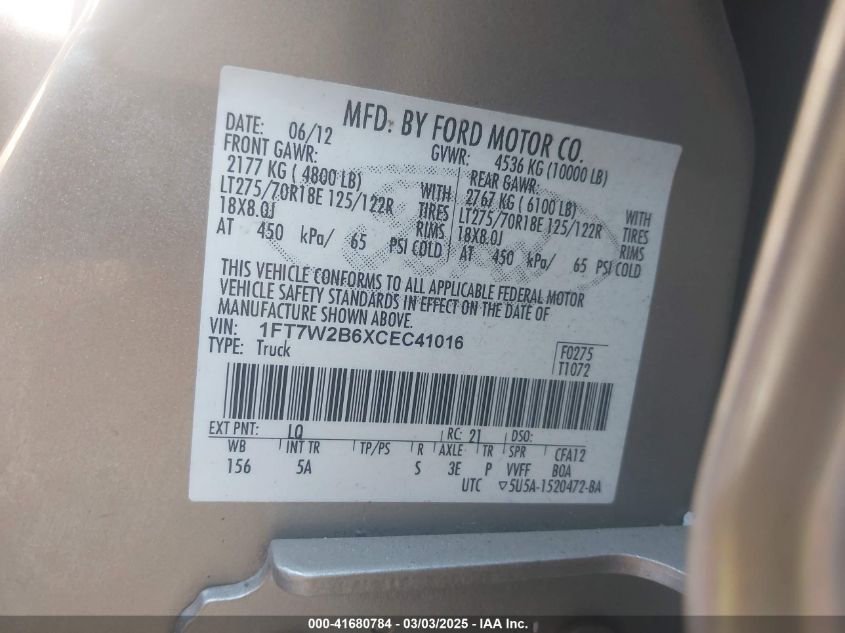 MFD. BY FORD MOTOR CO.
DATE: 06/12 GVWR: 4536 KG (10000 LB)
FRONT GAWR: REAR GAWR:
2177 KG ( 4800 LB) WITH 2767 KG ( 6100 LB) WITH
LT275/70R18E 125/122R TIRES LT275/70R18E 125/122R TIRES
18X8.0J RIMS 18X8.0J RIMS
AT 450 kPa/ 65 PSI COLD AT 450 kPa/ 65 PSI COLD
THIS VEHICLE CONFORMS TO ALL APPLICABLE FEDERAL MOTOR
VEHICLE SAFETY STANDARDS IN EFFECT ON THE DATE OF
MANUFACTURE SHOWN ABOVE.
VIN: 1FT7W2B6XCEC41016
TYPE: Truck
F0275
T1072
EXT PNT: LQ RC: 21 DSO:
WB INT TR TP/PS R AXLE TR SPR CFA12
156 5A S 3E P VVFF BOA
UTC ▽5U5A-1520472-BA
000-41680784 — 03/03/2025 — IAA Inc.